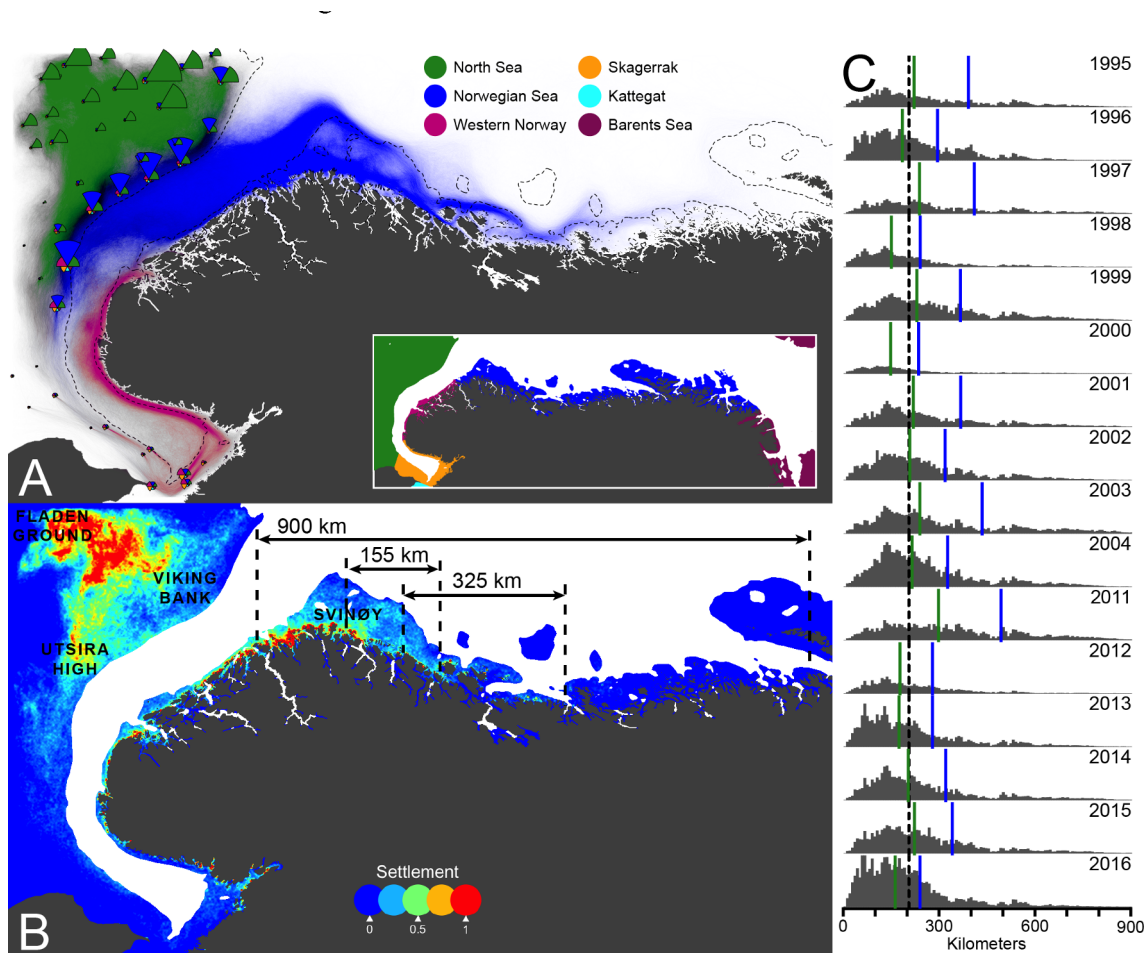 North Sea
Skagerrak
Norwegian Sea
Kattegat
Western Norway
Barents Sea
A
FLADEN
GROUND
VIKING
BANK
UTSIRA
HIGH
900 km
155 km
325 km
SVINØY
Settlement
0
0.5
1
B
C
1995
1996
1997
1998
1999
2000
2001
2002
2003
2004
2011
2012
2013
2014
2015
2016
0
300
600
900
Kilometers